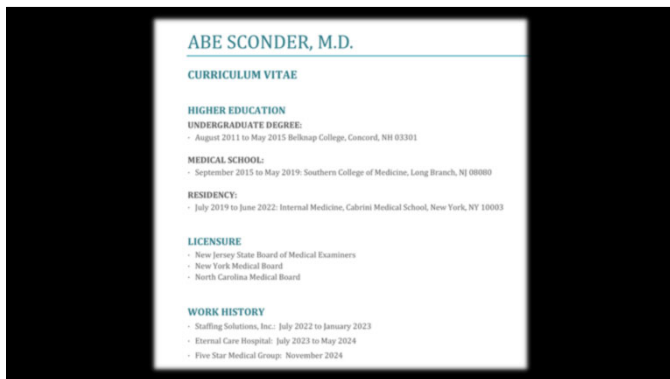 ABE SCONDER, M.D.
CURRICULUM VITAE
HIGHER EDUCATION
UNDERGRADUATE DEGREE:
- August 2011 to May 2015 Belknap College, Concord, NH 03301
MEDICAL SCHOOL:
- September 2015 to May 2019: Southern College of Medicine, Long Branch, NJ 08080
RESIDENCY:
- July 2019 to June 2022: Internal Medicine, Cabrini Medical School, New York, NY 10003
LICENSURE
- New Jersey State Board of Medical Examiners
- New York Medical Board
- North Carolina Medical Board
WORK HISTORY
- Staffing Solutions, Inc.: July 2022 to January 2023
- Eternal Care Hospital: July 2023 to May 2024
- Five Star Medical Group: November 2024